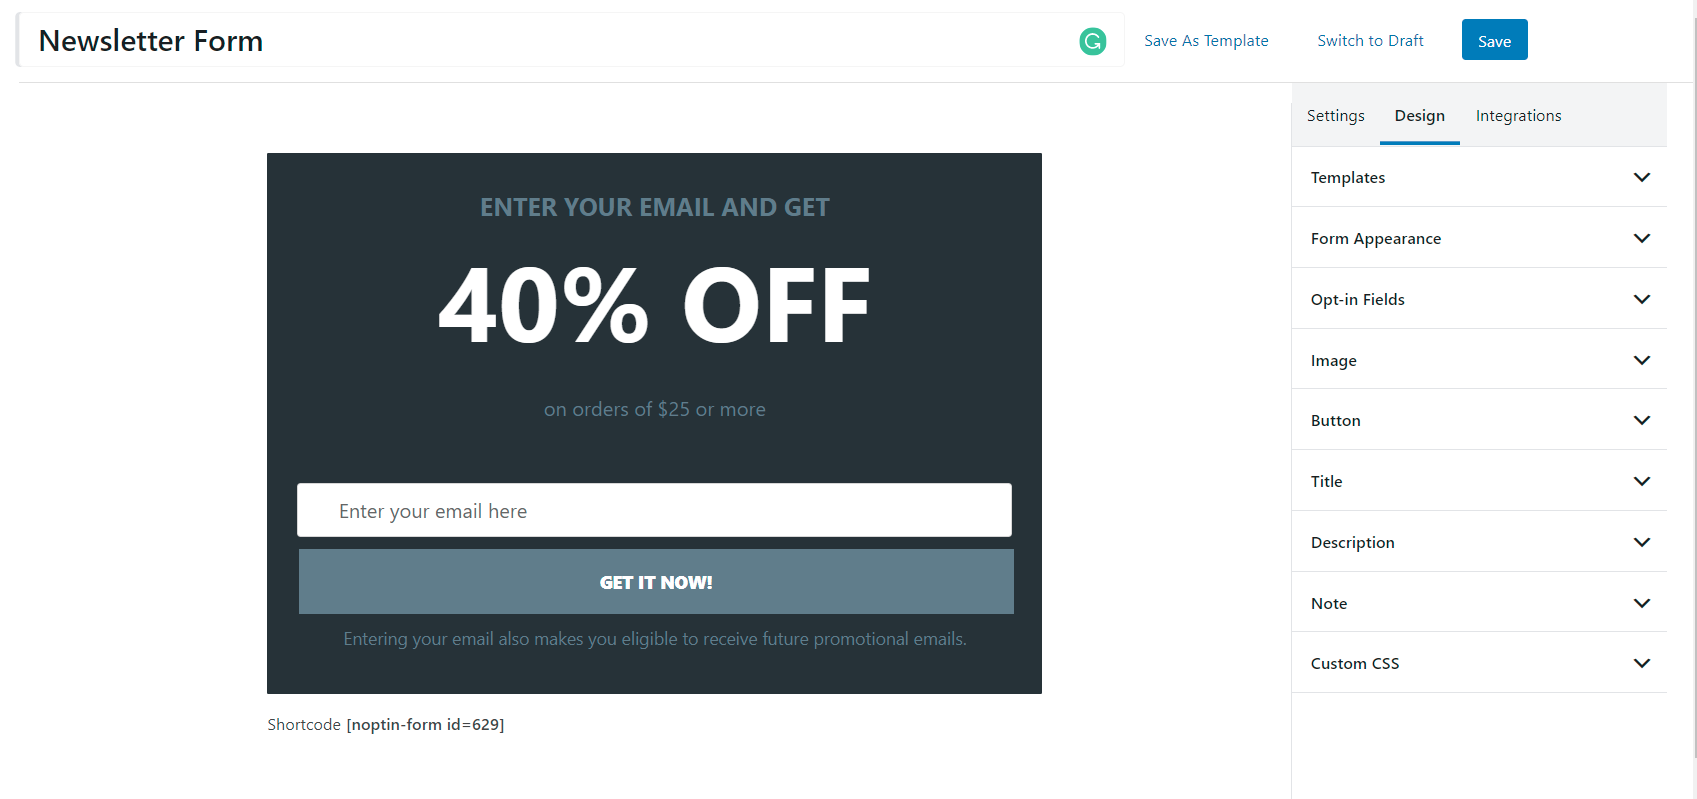 Newsletter Form
Save As Template
Switch to Draft
Save
Settings
Design
Integrations
ENTER YOUR EMAIL AND GET
40% OFF
on orders of $25 or more
Enter your email here
GET IT NOW!
Entering your email also makes you eligible to receive future promotional emails.
Shortcode [noptin-form id=629]
Templates
Form Appearance
Opt-in Fields
Image
Button
Title
Description
Note
Custom CSS